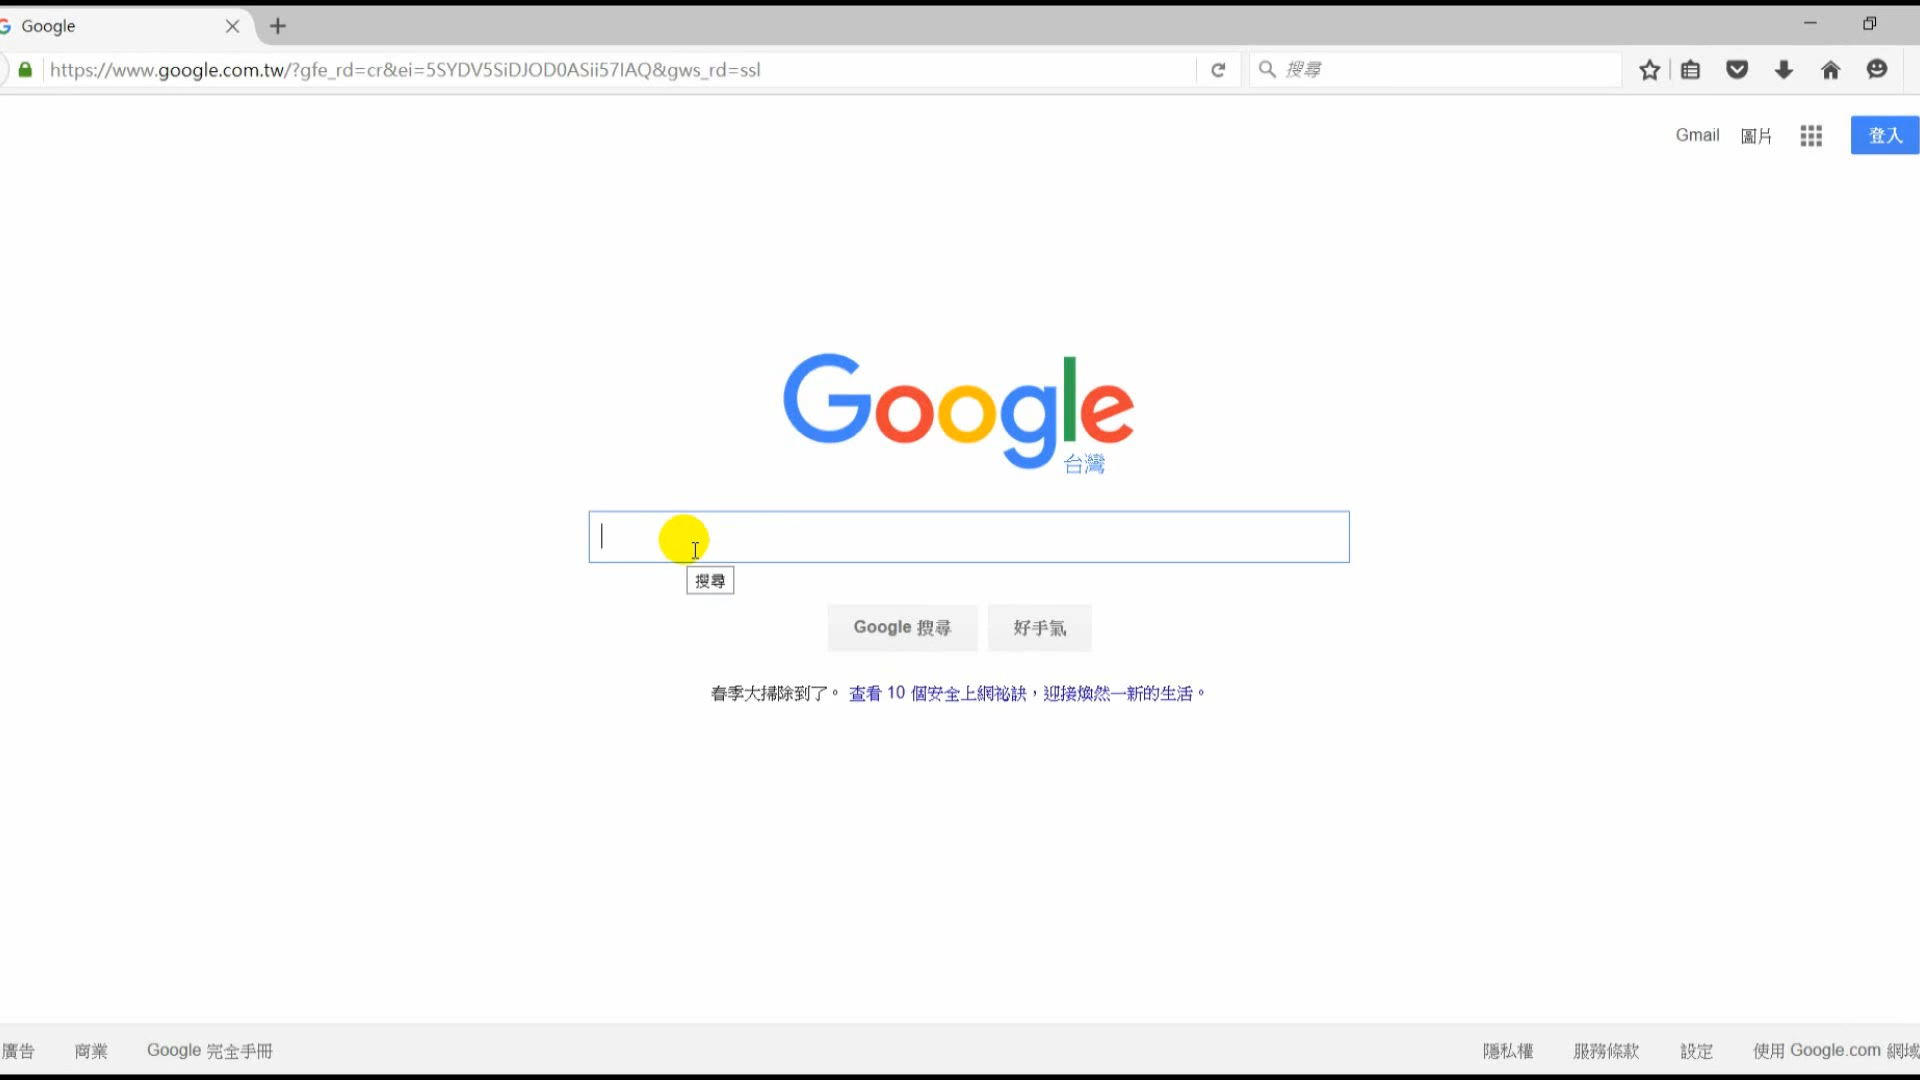 Google
https://www.google.com.tw/?gfe_rd=cr&ei=5SYDV5SiDJOD0ASii57IAQ&gws_rd=ssl
搜尋
Gmail 圖片
登入
Google
台灣
搜尋
Google 搜尋 好手氣
春季大掃除到了。 查看 10 個安全上網祕訣，迎接煥然一新的生活。
廣告 商業 Google 完全手冊 隱私權 服務條款 設定 使用 Google.com 網域